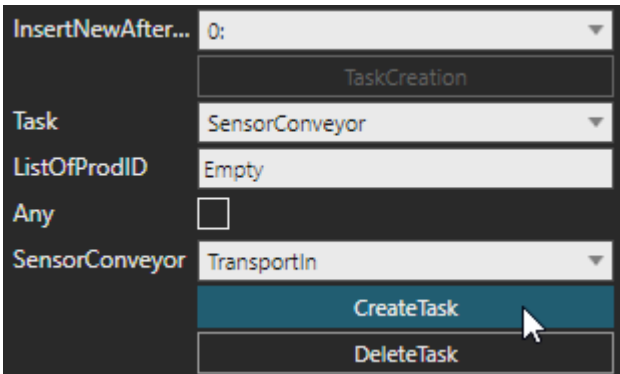 InsertNewAfter... 0:
TaskCreation
Task SensorConveyor
ListOfProdID Empty
Any
SensorConveyor TransportIn
CreateTask
DeleteTask